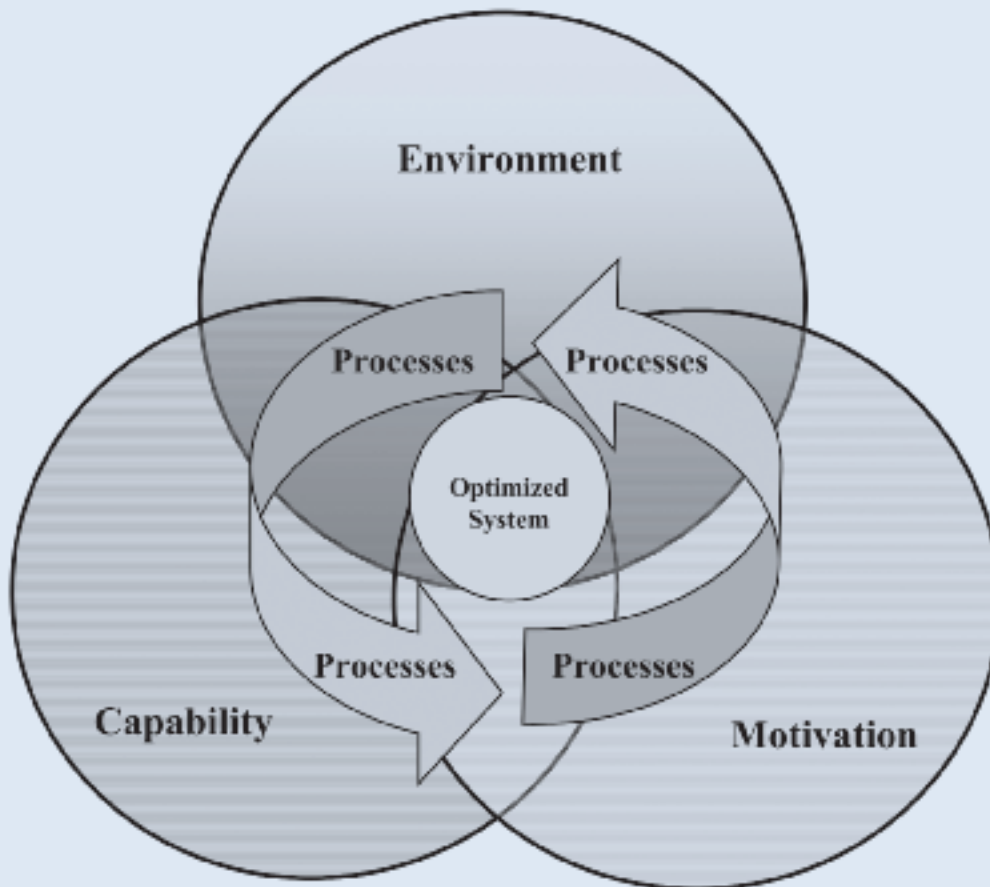 Environment
Processes
Processes
Optimized
System
Processes
Processes
Capability
Motivation